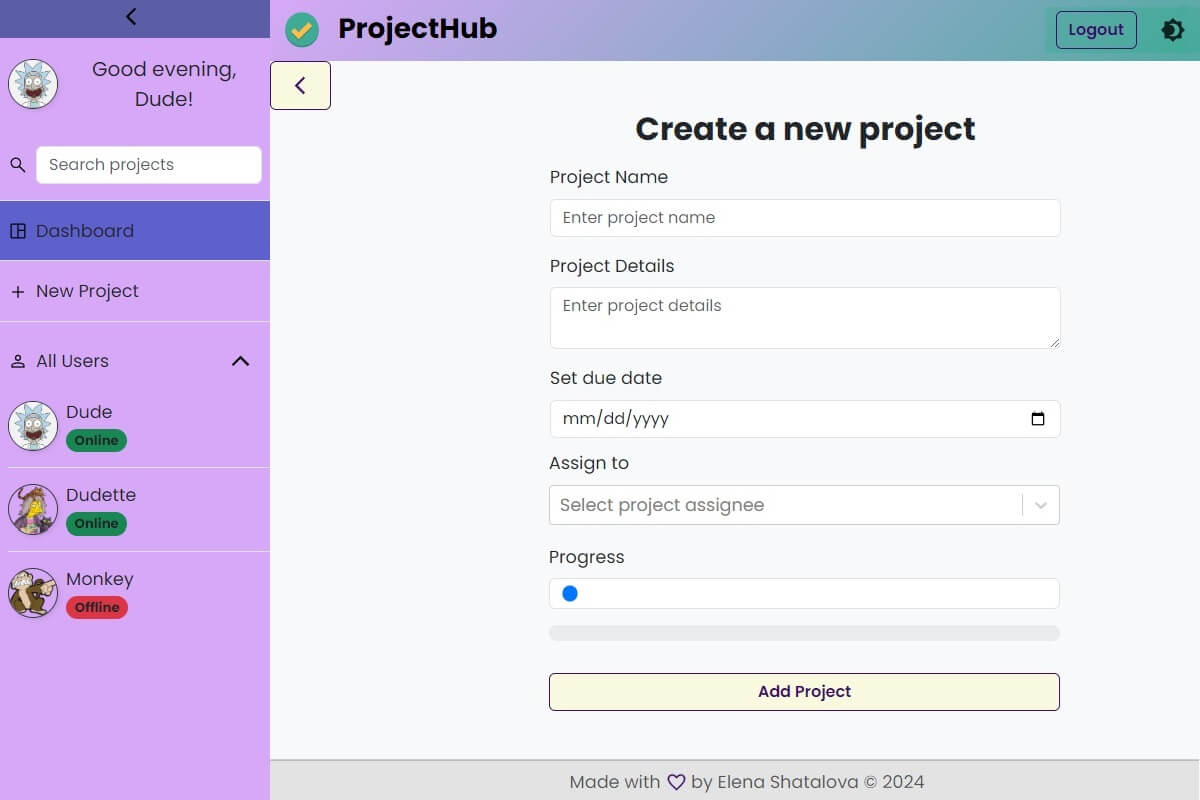 Good evening,
Dude!
Search projects
Dashboard
New Project
All Users
Dude
Online
Dudette
Online
Monkey
Offline
ProjectHub
Logout
Create a new project
Project Name
Enter project name
Project Details
Enter project details
Set due date
mm/dd/yyyy
Assign to
Select project assignee
Progress
Add Project
Made with by Elena Shatalova © 2024